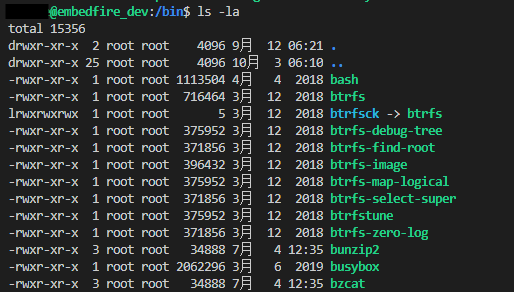 @embedfire_dev:/bin$ ls -la
total 15356
drwxr-xr-x  2 root root    4096 9月  12 06:21 .
drwxr-xr-x 25 root root    4096 10月  3 06:10 ..
-rwxr-xr-x  1 root root 1113504 4月   4  2018 bash
-rwxr-xr-x  1 root root  716464 3月  12  2018 btrfs
lrwxrwxrwx  1 root root       5 3月  12  2018 btrfsck -> btrfs
-rwxr-xr-x  1 root root  375952 3月  12  2018 btrfs-debug-tree
-rwxr-xr-x  1 root root  371856 3月  12  2018 btrfs-find-root
-rwxr-xr-x  1 root root  396432 3月  12  2018 btrfs-image
-rwxr-xr-x  1 root root  375952 3月  12  2018 btrfs-map-logical
-rwxr-xr-x  1 root root  371856 3月  12  2018 btrfs-select-super
-rwxr-xr-x  1 root root  375952 3月  12  2018 btrfstune
-rwxr-xr-x  1 root root  371856 3月  12  2018 btrfs-zero-log
-rwxr-xr-x  3 root root   34888 7月   4 12:35 bunzip2
-rwxr-xr-x  1 root root 2062296 3月   6  2019 busybox
-rwxr-xr-x  3 root root   34888 7月   4 12:35 bzcat